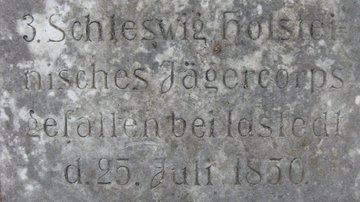 3. Schleswig Holstei-
nisches Jägercorps
gefallen bei Idstedt
d. 25. Juli 1850.